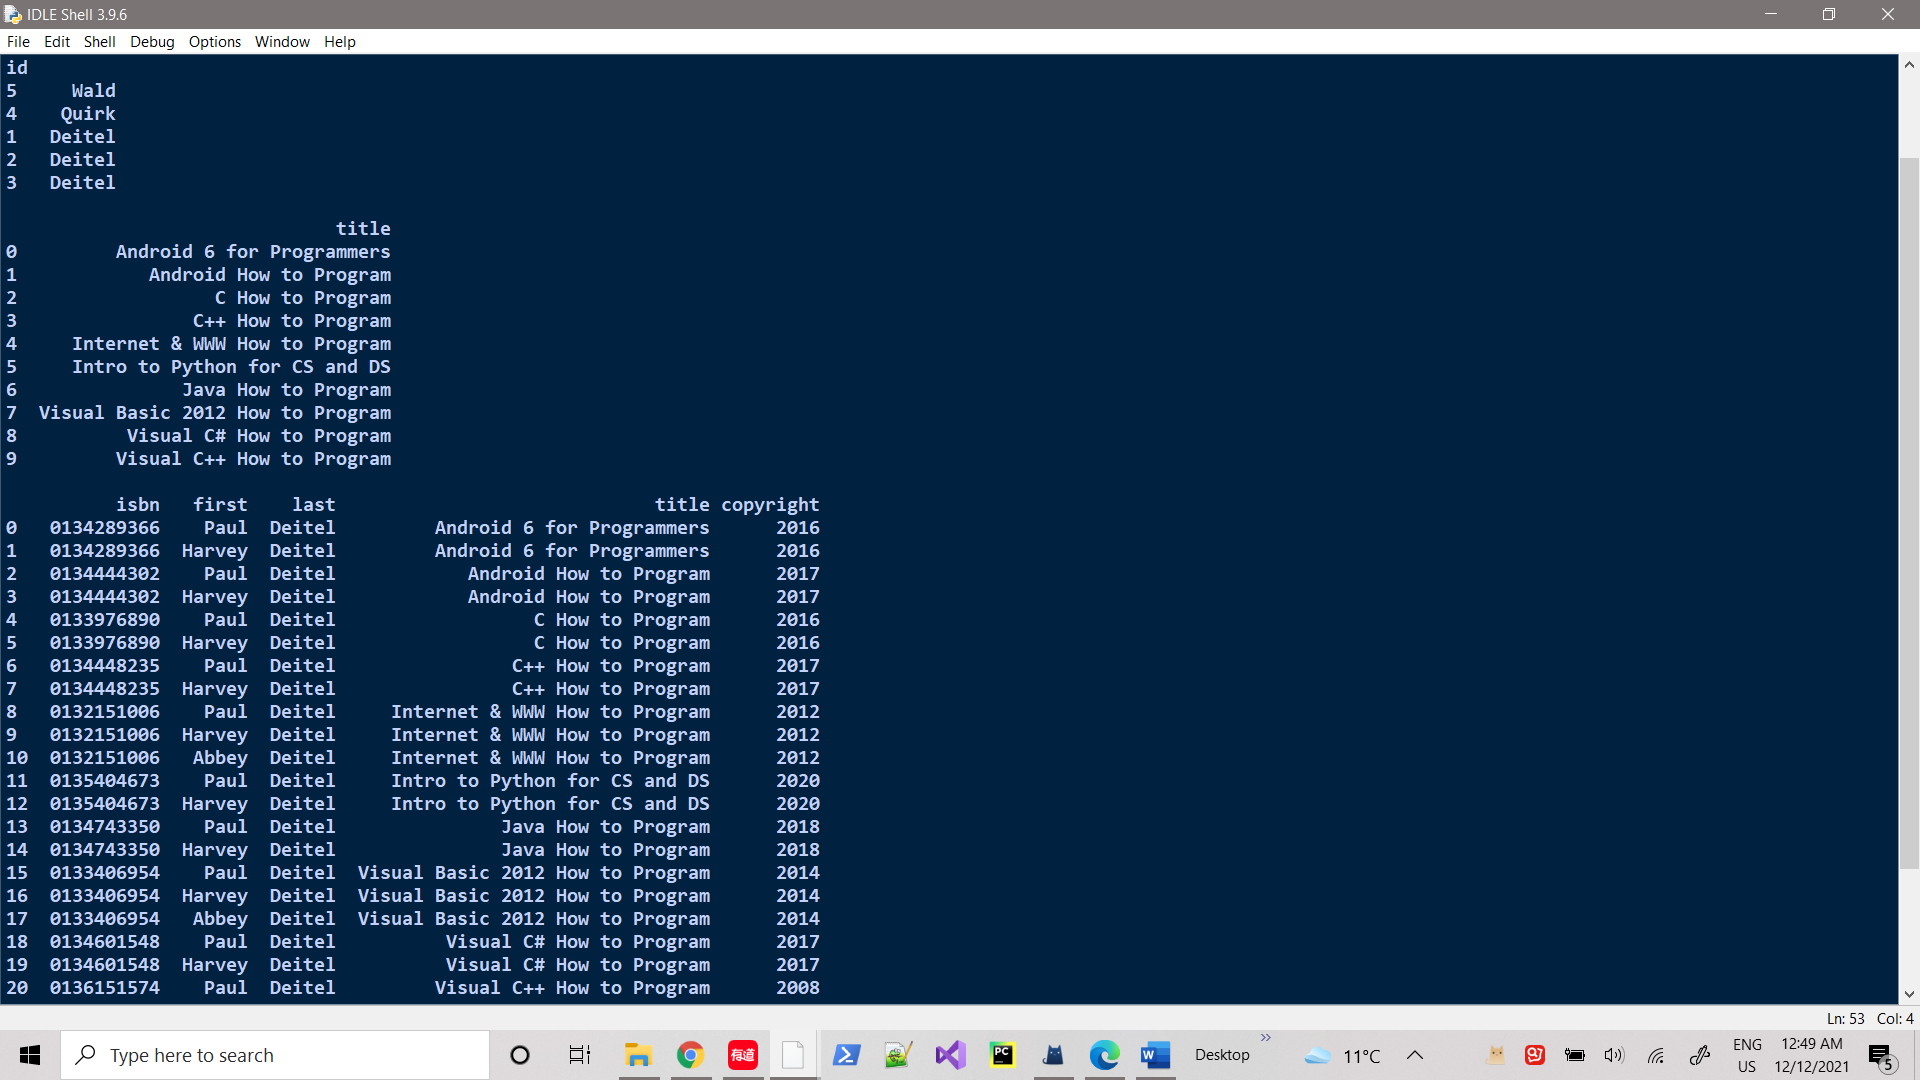 IDLE Shell 3.9.6
File Edit Shell Debug Options Window Help
id
5 Wald
4 Quirk
1 Deitel
2 Deitel
3 Deitel
title
0 Android 6 for Programmers
1 Android How to Program
2 C How to Program
3 C++ How to Program
4 Internet & WWW How to Program
5 Intro to Python for CS and DS
6 Java How to Program
7 Visual Basic 2012 How to Program
8 Visual C# How to Program
9 Visual C++ How to Program
isbn first last title copyright
0 0134289366 Paul Deitel Android 6 for Programmers 2016
1 0134289366 Harvey Deitel Android 6 for Programmers 2016
2 0134444302 Paul Deitel Android How to Program 2017
3 0134444302 Harvey Deitel Android How to Program 2017
4 0133976890 Paul Deitel C How to Program 2016
5 0133976890 Harvey Deitel C How to Program 2016
6 0134448235 Paul Deitel C++ How to Program 2017
7 0134448235 Harvey Deitel C++ How to Program 2017
8 0132151006 Paul Deitel Internet & WWW How to Program 2012
9 0132151006 Harvey Deitel Internet & WWW How to Program 2012
10 0132151006 Abbey Deitel Internet & WWW How to Program 2012
11 0135404673 Paul Deitel Intro to Python for CS and DS 2020
12 0135404673 Harvey Deitel Intro to Python for CS and DS 2020
13 0134743350 Paul Deitel Java How to Program 2018
14 0134743350 Harvey Deitel Java How to Program 2018
15 0133406954 Paul Deitel Visual Basic 2012 How to Program 2014
16 0133406954 Harvey Deitel Visual Basic 2012 How to Program 2014
17 0133406954 Abbey Deitel Visual Basic 2012 How to Program 2014
18 0134601548 Paul Deitel Visual C# How to Program 2017
19 0134601548 Harvey Deitel Visual C# How to Program 2017
20 0136151574 Paul Deitel Visual C++ How to Program 2008
Ln: 53 Col: 4
Type here to search
有道
PC
W
Desktop
11°C
ENG
US
12:49 AM
12/12/2021
5